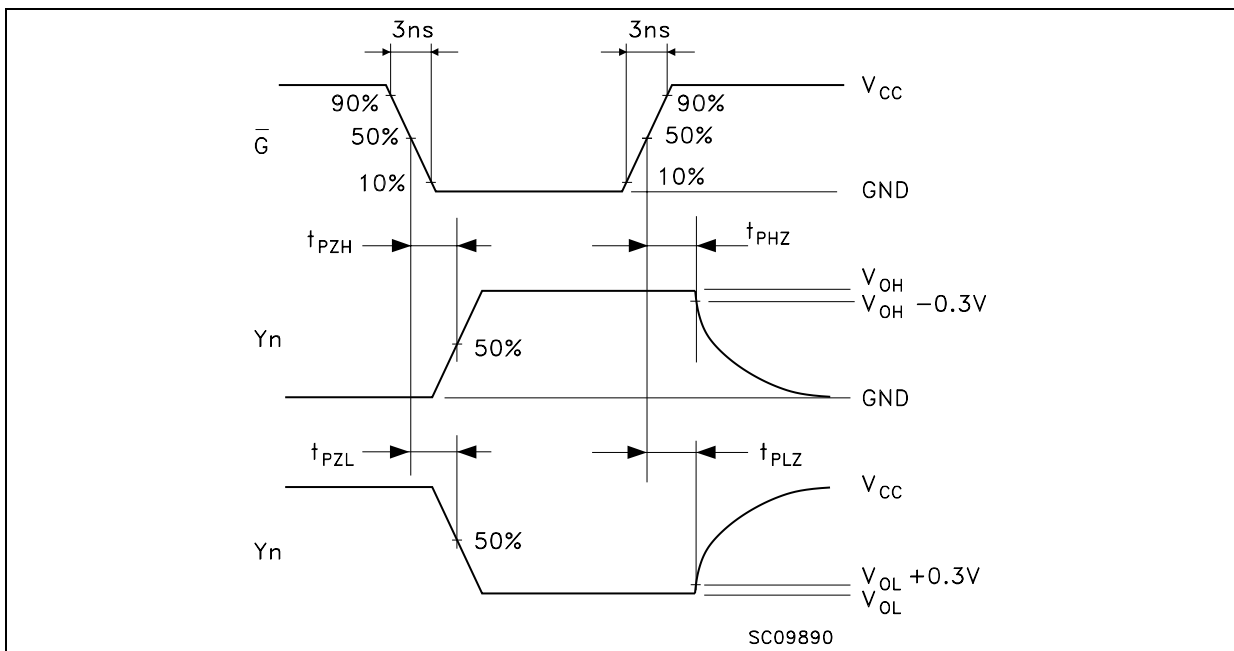 3ns 3ns
90% 90% V_CC
50% 50%
G̅
10% 10% GND
t_PZH t_PHZ
V_OH
V_OH −0.3V
Yn 50%
GND
t_PZL t_PLZ
V_CC
50%
Yn
V_OL +0.3V
V_OL
SC09890